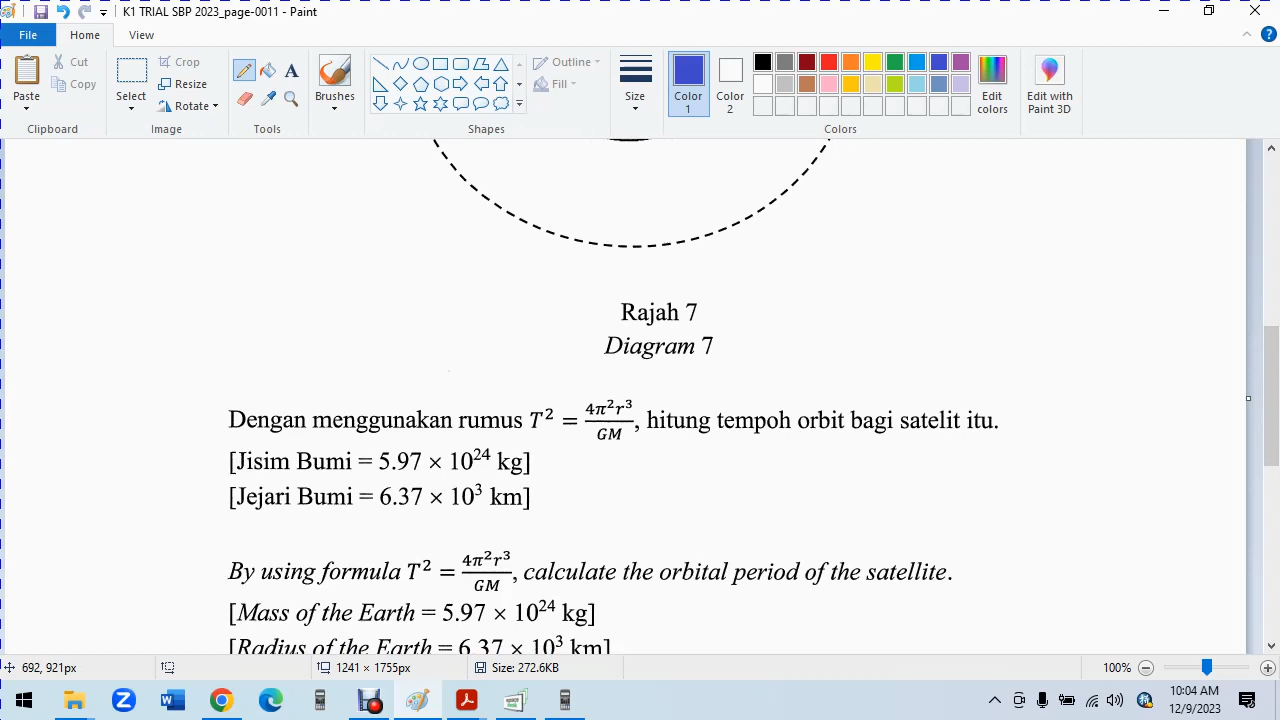 K1 TRIAL SBP 2023_page-0011 - Paint
File Home View
Paste Cut Copy
Clipboard
Select Crop Resize Rotate
Image
A
Tools
Brushes
Outline
Fill
Shapes
Size
Color 1
Color 2
Edit colors
Colors
Edit with Paint 3D
Rajah 7
Diagram 7
Dengan menggunakan rumus T² = 4π²r³/GM, hitung tempoh orbit bagi satelit itu.
[Jisim Bumi = 5.97 × 10²⁴ kg]
[Jejari Bumi = 6.37 × 10³ km]
By using formula T² = 4π²r³/GM, calculate the orbital period of the satellite.
[Mass of the Earth = 5.97 × 10²⁴ kg]
[Radius of the Earth = 6.37 × 10³ km]
692, 921px 1241 × 1755px Size: 272.6KB 100%
10:04 AM
12/9/2023